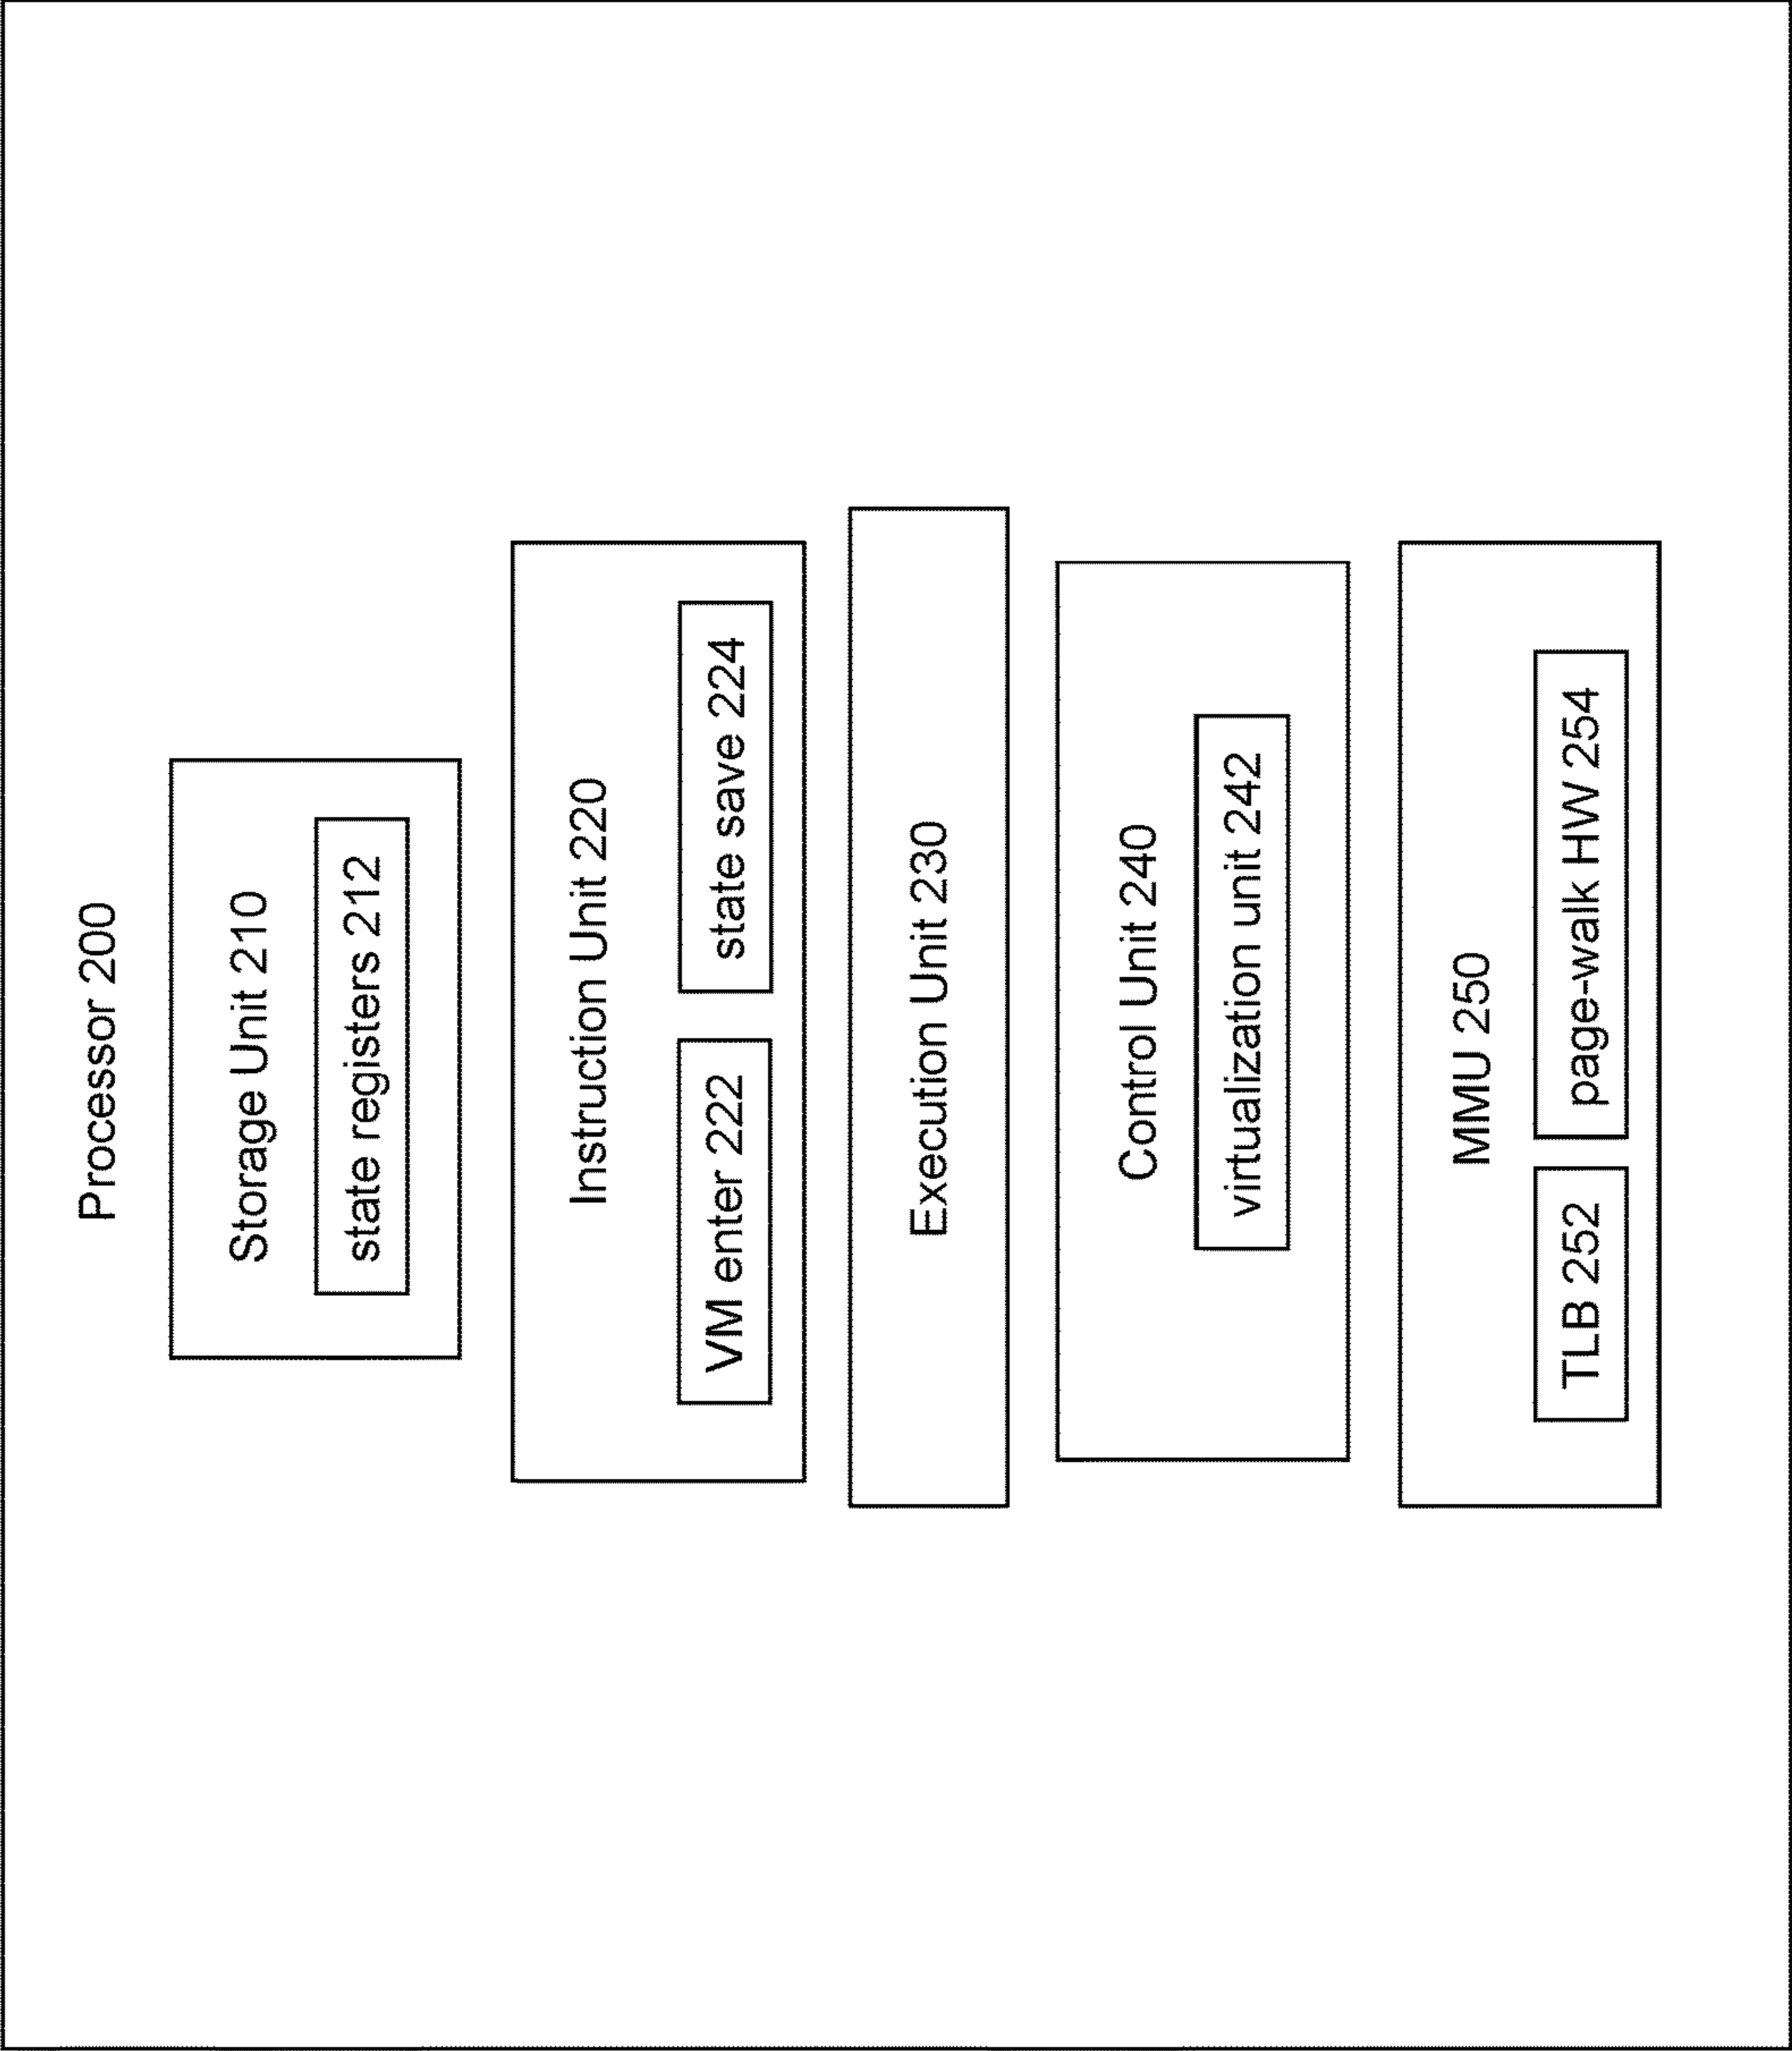 Processor 200
Storage Unit 210
state registers 212
Instruction Unit 220
VM enter 222
state save 224
Execution Unit 230
Control Unit 240
virtualization unit 242
MMU 250
TLB 252
page-walk HW 254